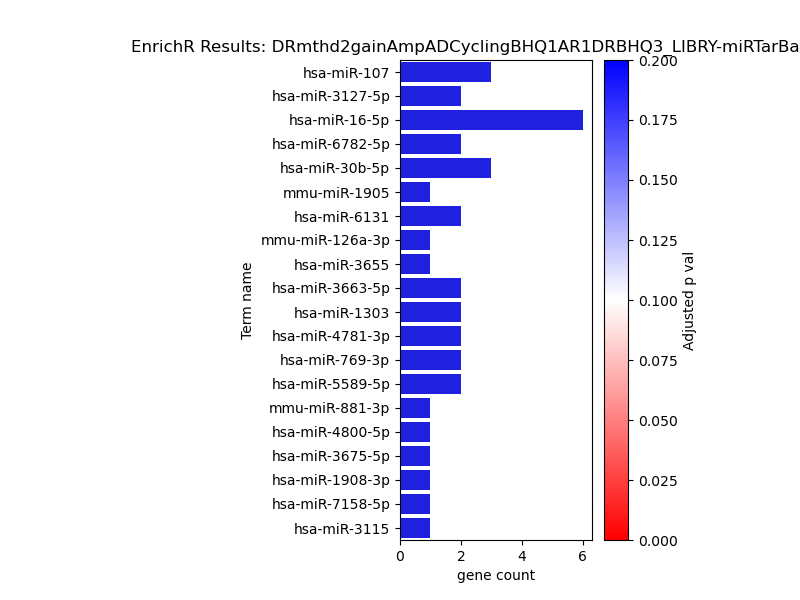 EnrichR Results: DRmthd2gainAmpADCyclingBHQ1AR1DRBHQ3_LIBRY-miRTarBa
hsa-miR-107
hsa-miR-3127-5p
hsa-miR-16-5p
hsa-miR-6782-5p
hsa-miR-30b-5p
mmu-miR-1905
hsa-miR-6131
mmu-miR-126a-3p
hsa-miR-3655
hsa-miR-3663-5p
hsa-miR-1303
hsa-miR-4781-3p
hsa-miR-769-3p
hsa-miR-5589-5p
mmu-miR-881-3p
hsa-miR-4800-5p
hsa-miR-3675-5p
hsa-miR-1908-3p
hsa-miR-7158-5p
hsa-miR-3115
Term name
0 2 4 6
gene count
0.200
0.175
0.150
0.125
0.100
0.075
0.050
0.025
0.000
Adjusted p val